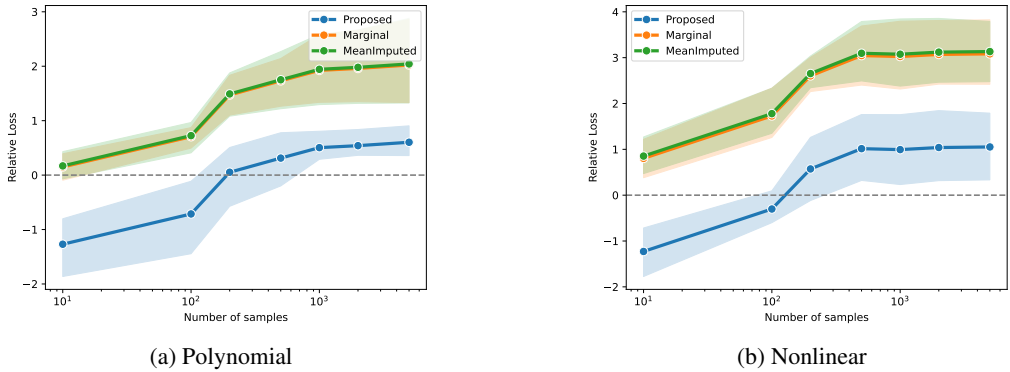 3
2
1
0
−1
−2
Relative Loss
10¹
10²
10³
Number of samples
Proposed
Marginal
MeanImputed
(a) Polynomial
4
3
2
1
0
−1
−2
Relative Loss
10¹
10²
10³
Number of samples
Proposed
Marginal
MeanImputed
(b) Nonlinear